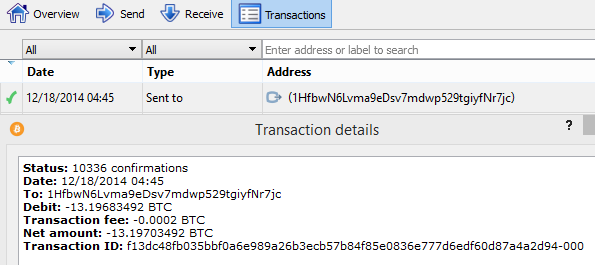 Overview Send Receive Transactions
All All Enter address or label to search
Date Type Address
12/18/2014 04:45 Sent to (1HfbwN6Lvma9eDsv7mdwp529tgiyfNr7jc)
Transaction details ?
Status: 10336 confirmations
Date: 12/18/2014 04:45
To: 1HfbwN6Lvma9eDsv7mdwp529tgiyfNr7jc
Debit: -13.19683492 BTC
Transaction fee: -0.0002 BTC
Net amount: -13.19703492 BTC
Transaction ID: f13dc48fb035bbf0a6e989a26b3ecb57b84f85e0836e777d6edf60d87a4a2d94-000